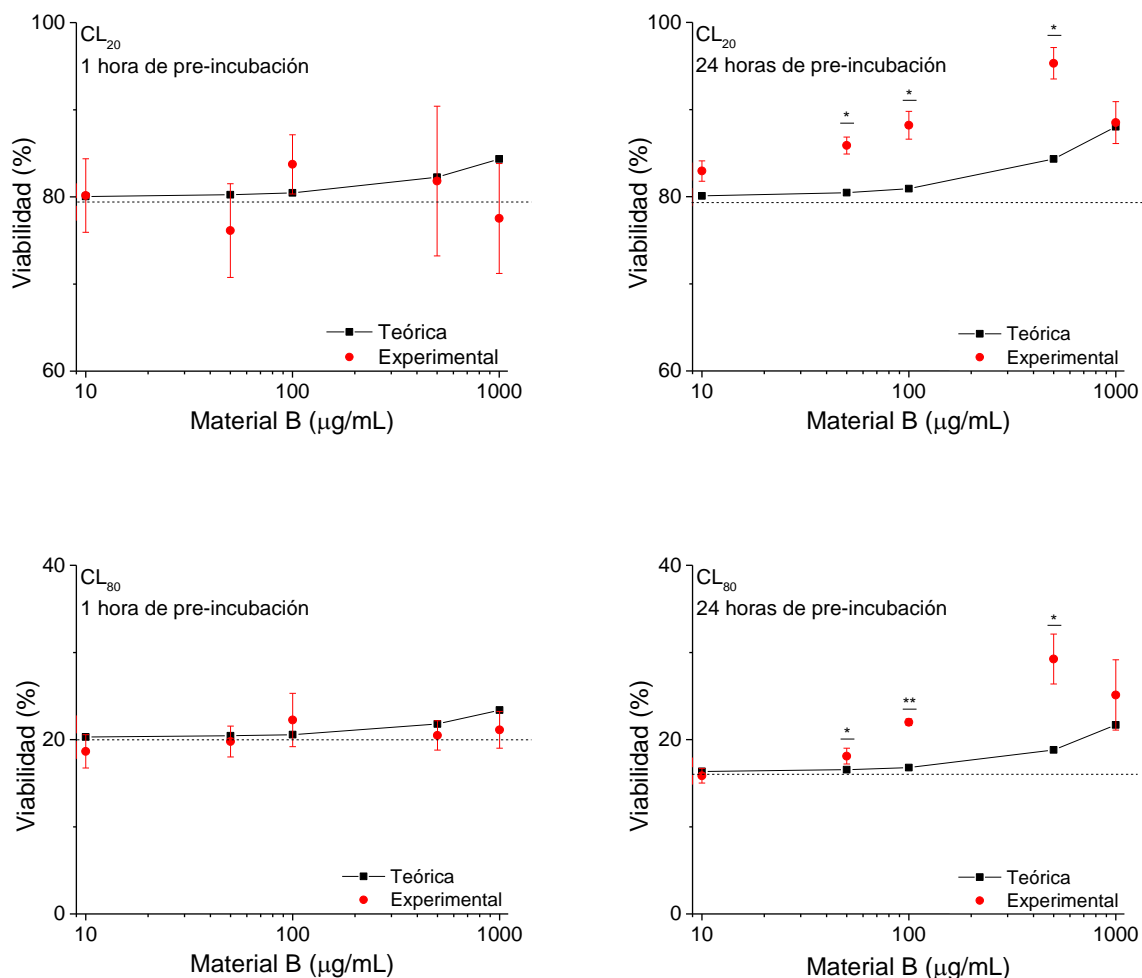 CL20
1 hora de pre-incubación
100
80
60
Viabilidad (%)
Teórica
Experimental
10
100
1000
Material B (μg/mL)
CL20
24 horas de pre-incubación
*
*
*
100
80
60
Viabilidad (%)
Teórica
Experimental
10
100
1000
Material B (μg/mL)
CL80
1 hora de pre-incubación
40
20
0
Viabilidad (%)
Teórica
Experimental
10
100
1000
Material B (μg/mL)
CL80
24 horas de pre-incubación
*
**
*
40
20
0
Viabilidad (%)
Teórica
Experimental
10
100
1000
Material B (μg/mL)